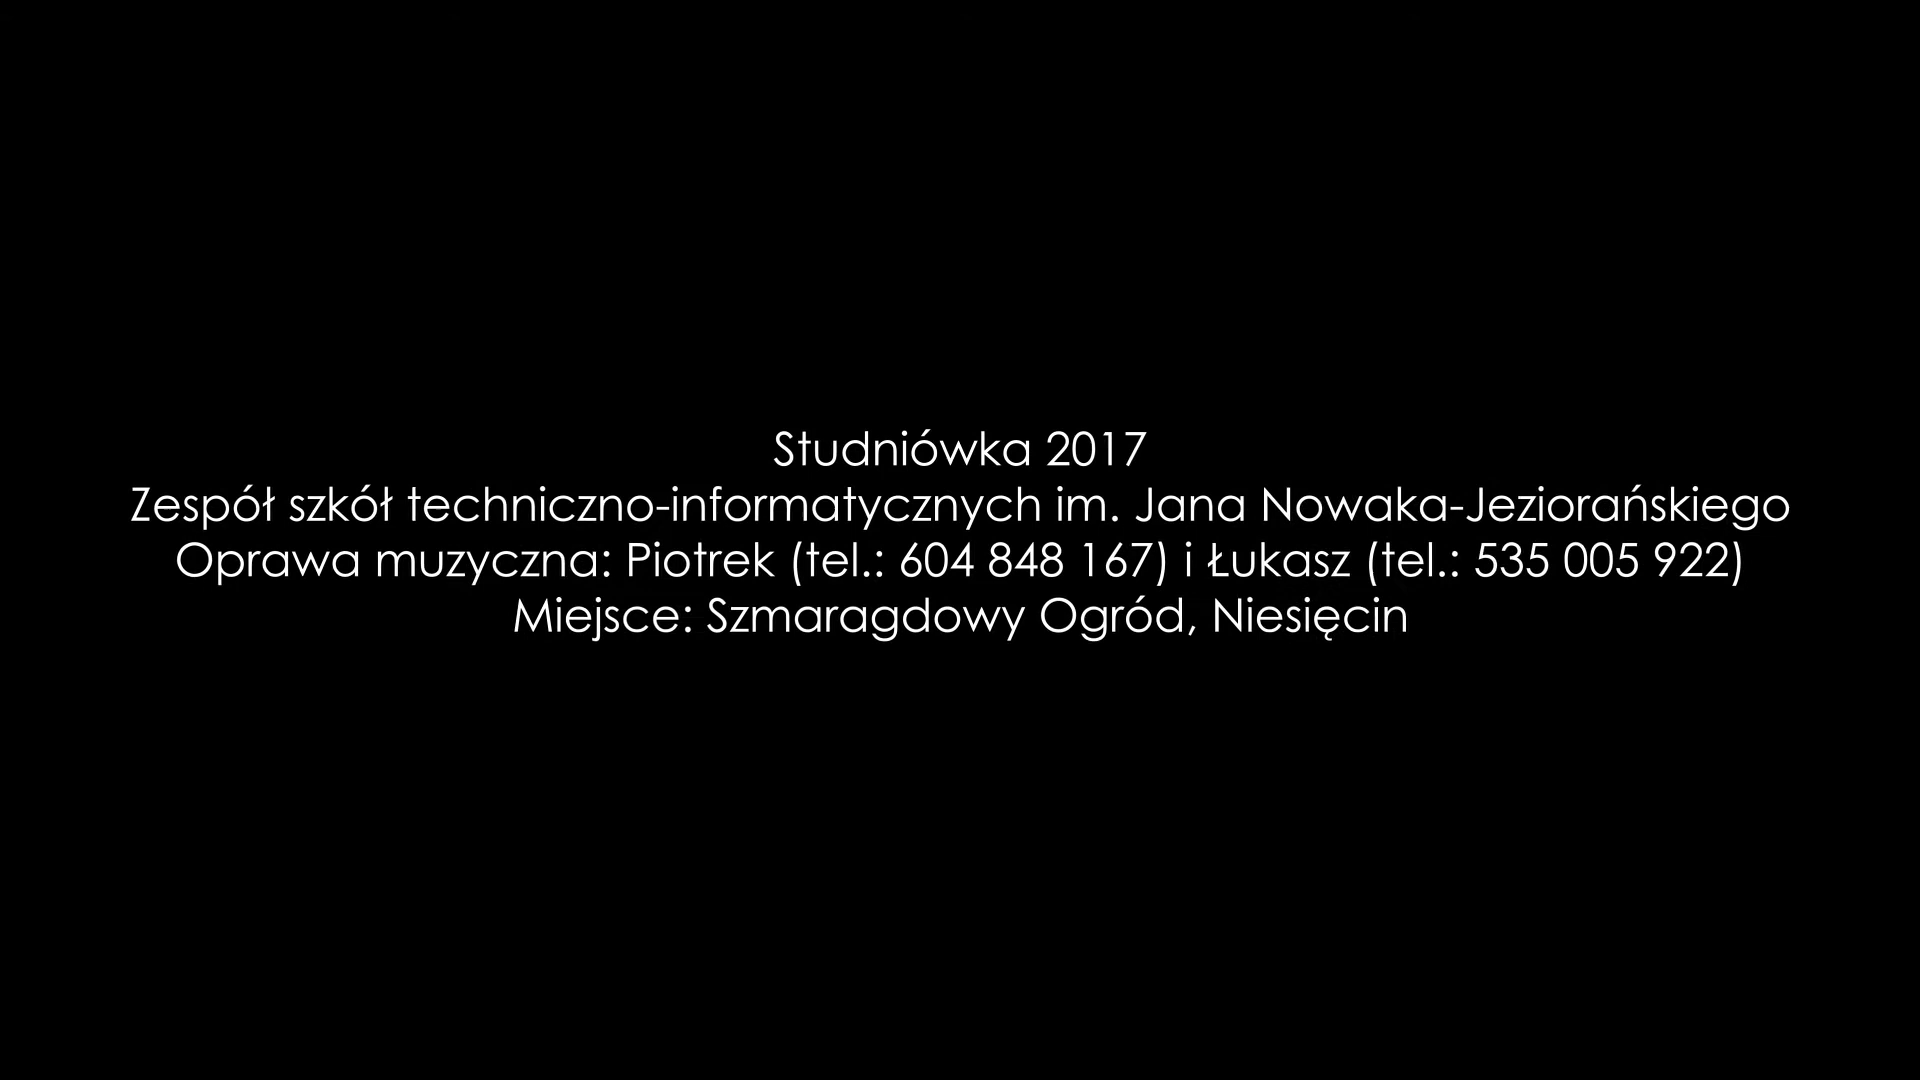 Studniówka 2017
Zespół szkół techniczno-informatycznych im. Jana Nowaka-Jeziorańskiego
Oprawa muzyczna: Piotrek (tel.: 604 848 167) i Łukasz (tel.: 535 005 922)
Miejsce: Szmaragdowy Ogród, Niesięcin